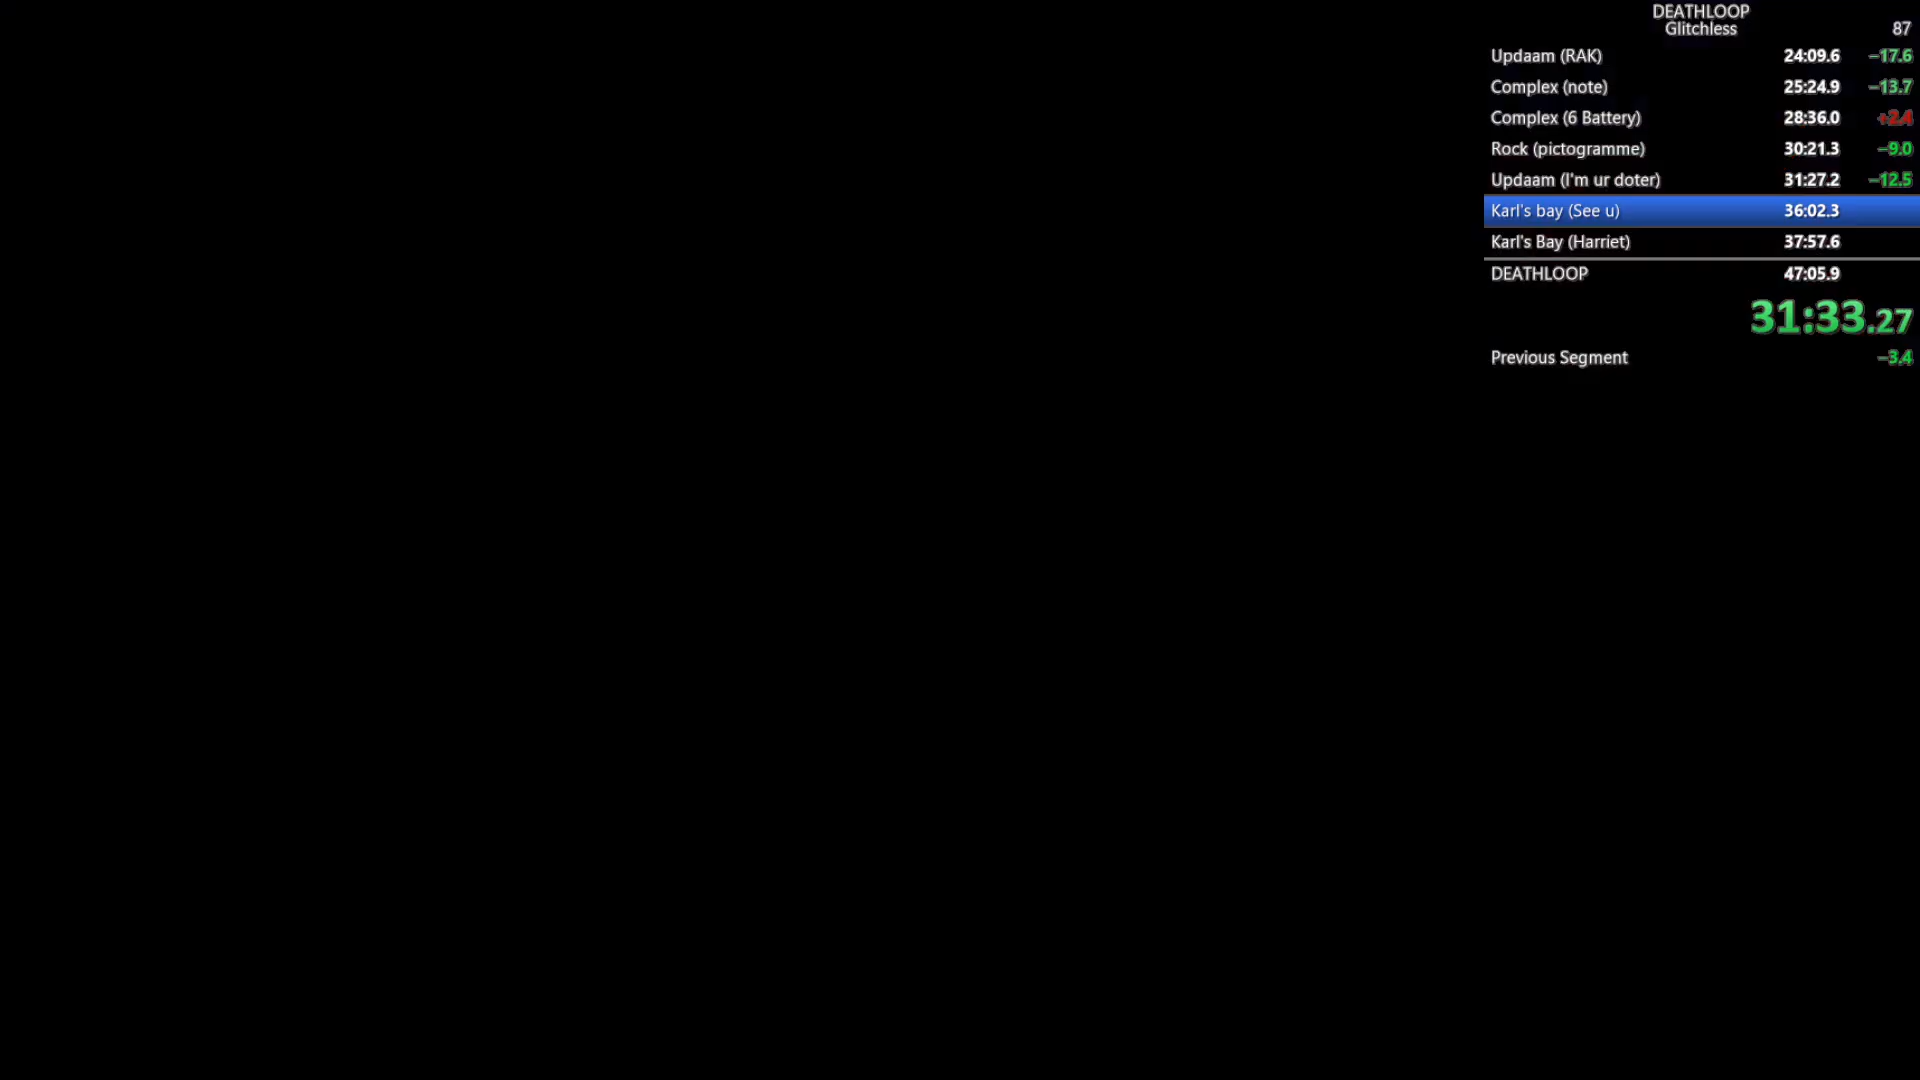 DEATHLOOP
Glitchless 87
Updaam (RAK) 24:09.6 −17.6
Complex (note) 25:24.9 −13.7
Complex (6 Battery) 28:36.0 +2.4
Rock (pictogramme) 30:21.3 −9.0
Updaam (I'm ur doter) 31:27.2 −12.5
Karl's bay (See u) 36:02.3
Karl's Bay (Harriet) 37:57.6
DEATHLOOP 47:05.9
31:33.27
Previous Segment −3.4